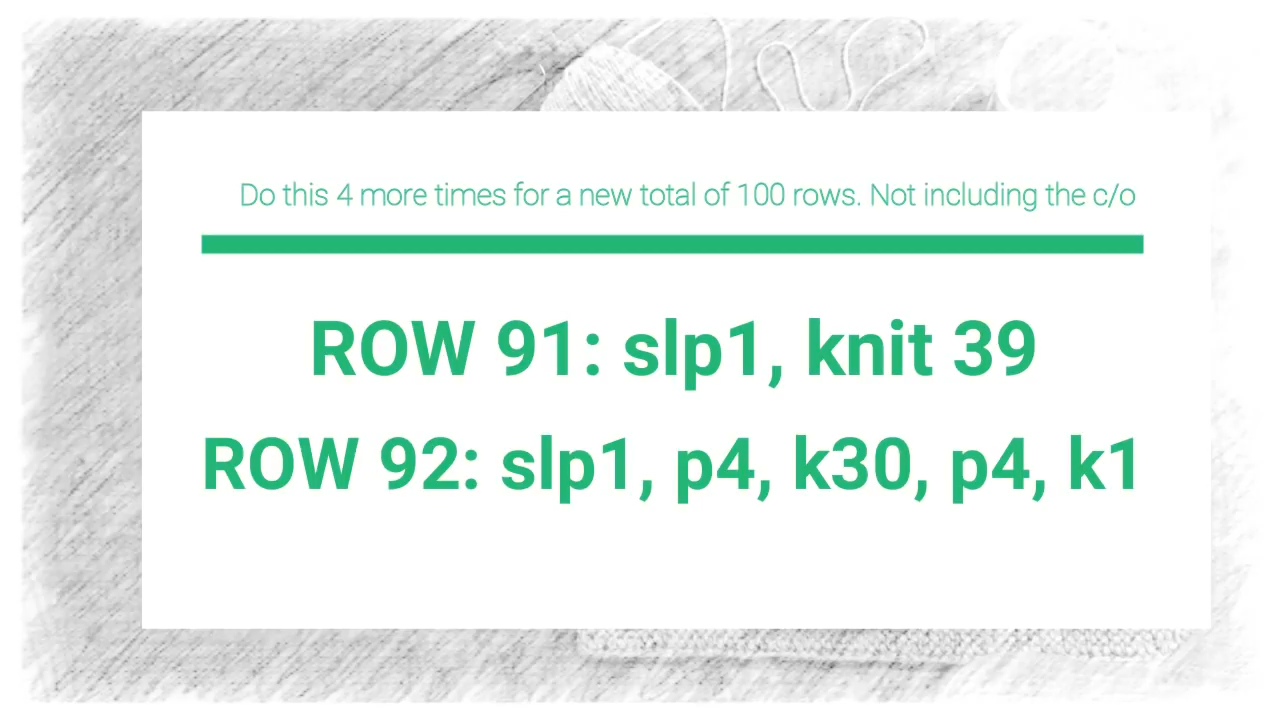 Do this 4 more times for a new total of 100 rows. Not including the c/o
ROW 91: slp1, knit 39
ROW 92: slp1, p4, k30, p4, k1